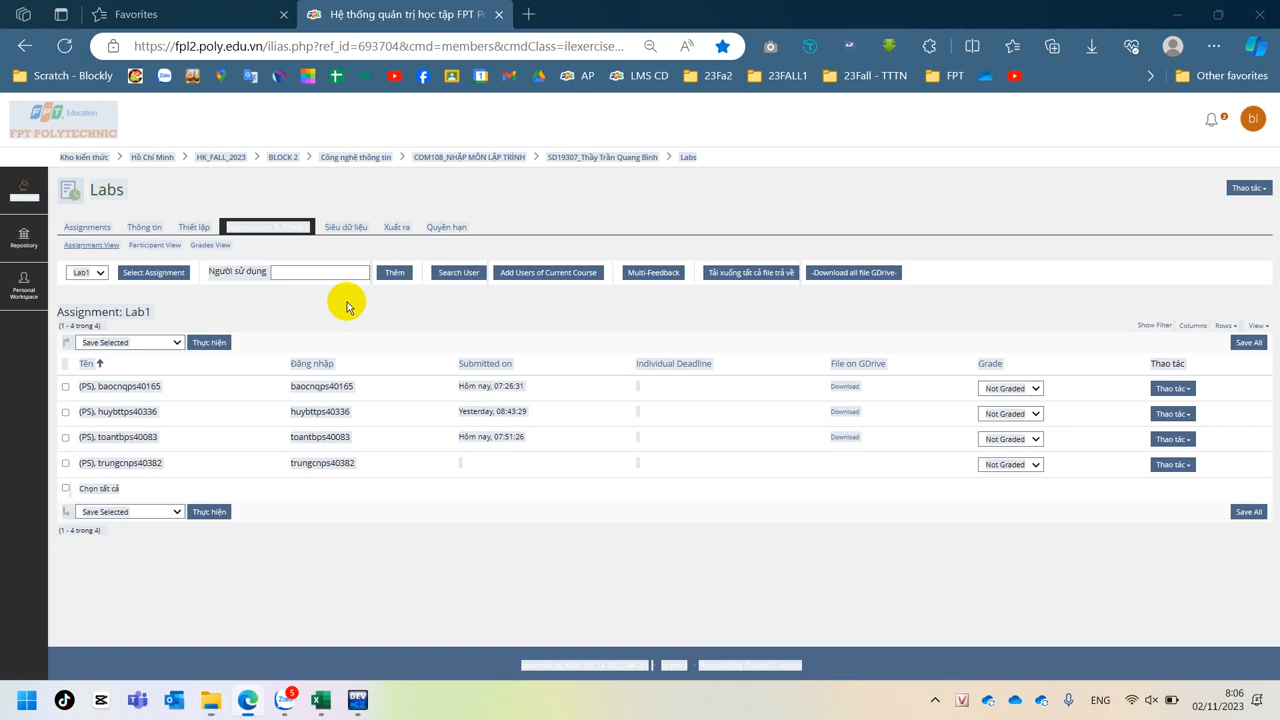 Favorites
Hệ thống quản trị học tập FPT Po
https://fpl2.poly.edu.vn/ilias.php?ref_id=693704&cmd=members&cmdClass=ilexercise...
Scratch - Blockly
AP
LMS CD
23Fa2
23FALL1
23Fall - TTTN
FPT
Other favorites
FPT Education
FPT POLYTECHNIC
2
bi
Kho kiến thức
Hồ Chí Minh
HK_FALL_2023
BLOCK 2
Công nghệ thông tin
COM108_NHẬP MÔN LẬP TRÌNH
SD19307_Thầy Trần Quang Bình
Labs
Labs
Thao tác
Repository
Personal Workspace
Assignments
Thông tin
Thiết lập
Submissions & Grades
Siêu dữ liệu
Xuất ra
Quyền hạn
Assignment View
Participant View
Grades View
Lab1
Select Assignment
Người sử dụng
Thêm
Search User
Add Users of Current Course
Multi-Feedback
Tải xuống tất cả file trả về
-Download all file GDrive-
Assignment: Lab1
(1 - 4 trong 4)
Show Filter
Columns
Rows
View
Save Selected
Thực hiện
Save All
Tên
Đăng nhập
Submitted on
Individual Deadline
File on GDrive
Grade
Thao tác
(PS), baocnqps40165
baocnqps40165
Hôm nay, 07:26:31
Download
Not Graded
Thao tác
(PS), huybttps40336
huybttps40336
Yesterday, 08:43:29
Download
Not Graded
Thao tác
(PS), toantbps40083
toantbps40083
Hôm nay, 07:51:26
Download
Not Graded
Thao tác
(PS), trungcnps40382
trungcnps40382
Not Graded
Thao tác
Chọn tất cả
Save Selected
Thực hiện
Save All
(1 - 4 trong 4)
5
DEV
ENG
8:06
02/11/2023